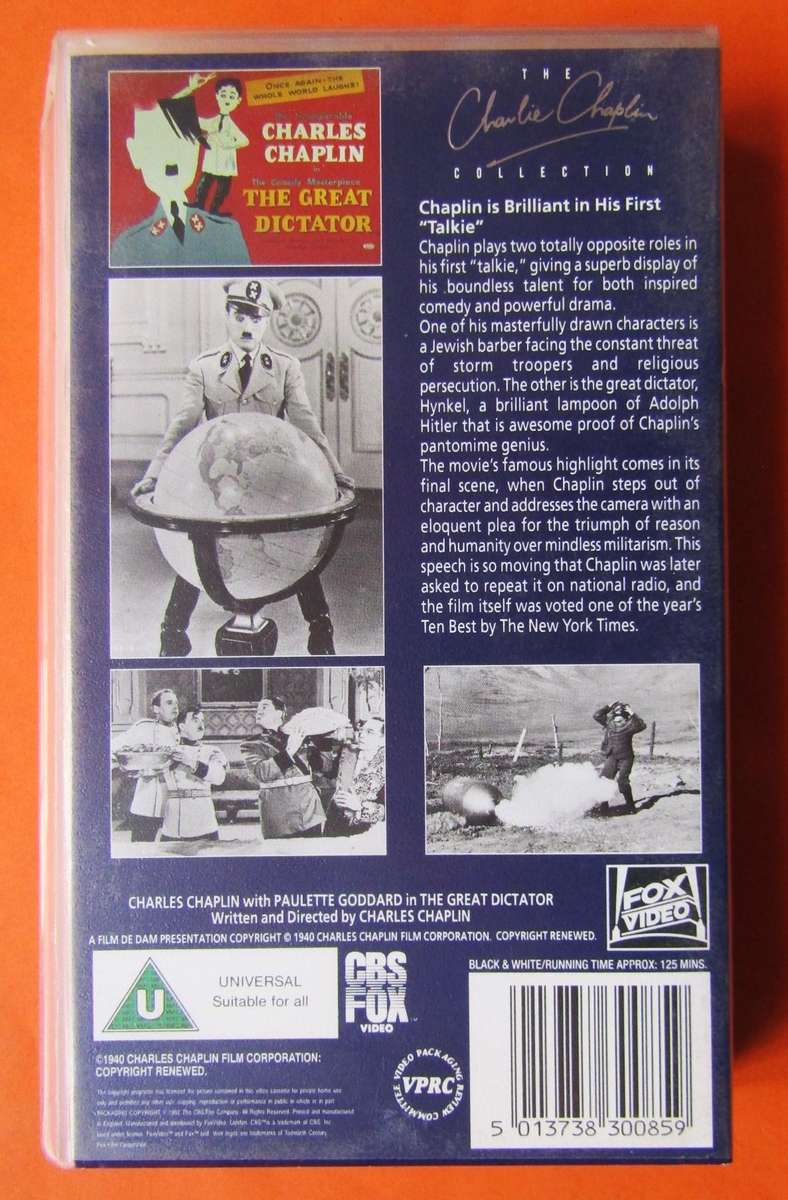 ONCE AGAIN-THE
WHOLE WORLD LAUGHS!
CHARLES
CHAPLIN
in
The Comedy Masterpiece
THE GREAT
DICTATOR
THE
Charlie Chaplin
COLLECTION
Chaplin is Brilliant in His First
"Talkie"
Chaplin plays two totally opposite roles in
his first "talkie," giving a superb display of
his boundless talent for both inspired
comedy and powerful drama.
One of his masterfully drawn characters is
a Jewish barber facing the constant threat
of storm troopers and religious
persecution. The other is the great dictator,
Hynkel, a brilliant lampoon of Adolph
Hitler that is awesome proof of Chaplin's
pantomime genius.
The movie's famous highlight comes in its
final scene, when Chaplin steps out of
character and addresses the camera with an
eloquent plea for the triumph of reason
and humanity over mindless militarism. This
speech is so moving that Chaplin was later
asked to repeat it on national radio, and
the film itself was voted one of the year's
Ten Best by The New York Times.
CHARLES CHAPLIN with PAULETTE GODDARD in THE GREAT DICTATOR
Written and Directed by CHARLES CHAPLIN
A FILM DE DAM PRESENTATION COPYRIGHT © 1940 CHARLES CHAPLIN FILM CORPORATION. COPYRIGHT RENEWED.
FOX
VIDEO
BLACK & WHITE/RUNNING TIME APPROX: 125 MINS.
U
UNIVERSAL
Suitable for all
CBS
FOX
VIDEO
©1940 CHARLES CHAPLIN FILM CORPORATION:
COPYRIGHT RENEWED.
VIDEO PACKAGING REVIEW COMMITTEE
VPRC
5 013738 300859